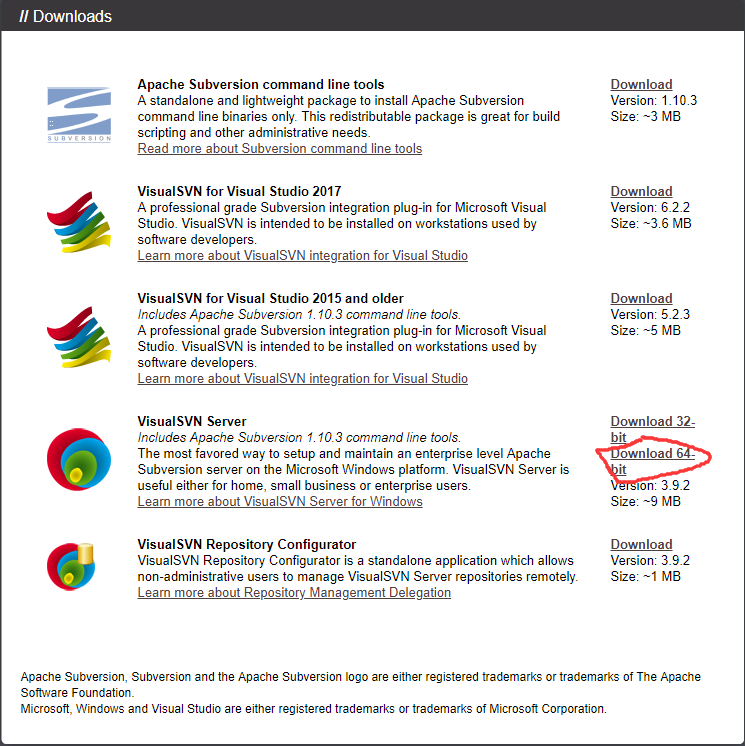 // Downloads
Apache Subversion command line tools
A standalone and lightweight package to install Apache Subversion
command line binaries only. This redistributable package is great for build
scripting and other administrative needs.
Read more about Subversion command line tools
Download
Version: 1.10.3
Size: ~3 MB
SUBVERSION
VisualSVN for Visual Studio 2017
A professional grade Subversion integration plug-in for Microsoft Visual
Studio. VisualSVN is intended to be installed on workstations used by
software developers.
Learn more about VisualSVN integration for Visual Studio
Download
Version: 6.2.2
Size: ~3.6 MB
VisualSVN for Visual Studio 2015 and older
Includes Apache Subversion 1.10.3 command line tools.
A professional grade Subversion integration plug-in for Microsoft Visual
Studio. VisualSVN is intended to be installed on workstations used by
software developers.
Learn more about VisualSVN integration for Visual Studio
Download
Version: 5.2.3
Size: ~5 MB
VisualSVN Server
Includes Apache Subversion 1.10.3 command line tools.
The most favored way to setup and maintain an enterprise level Apache
Subversion server on the Microsoft Windows platform. VisualSVN Server is
useful either for home, small business or enterprise users.
Learn more about VisualSVN Server for Windows
Download 32-
bit
Download 64-
bit
Version: 3.9.2
Size: ~9 MB
VisualSVN Repository Configurator
VisualSVN Repository Configurator is a standalone application which allows
non-administrative users to manage VisualSVN Server repositories remotely.
Learn more about Repository Management Delegation
Download
Version: 3.9.2
Size: ~1 MB
Apache Subversion, Subversion and the Apache Subversion logo are either registered trademarks or trademarks of The Apache
Software Foundation.
Microsoft, Windows and Visual Studio are either registered trademarks or trademarks of Microsoft Corporation.